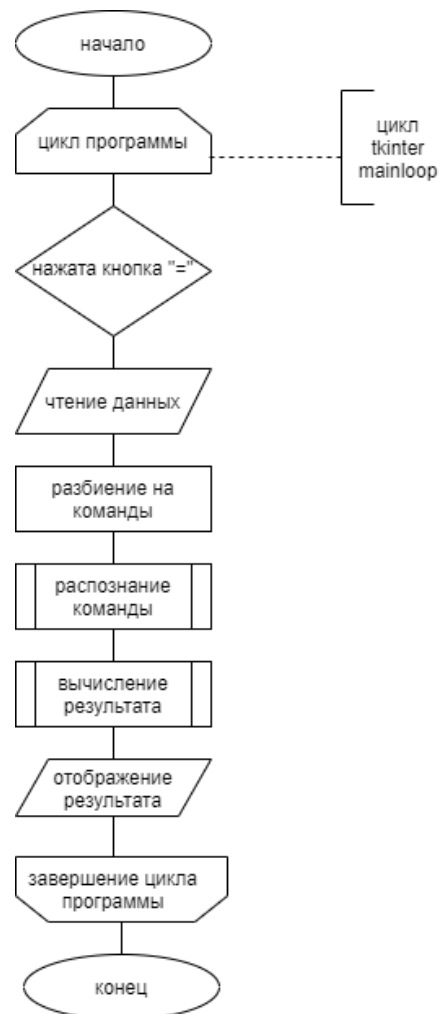 начало
цикл программы
цикл
tkinter
mainloop
нажата кнопка "="
чтение данных
разбиение на
команды
распознание
команды
вычисление
результата
отображение
результата
завершение цикла
программы
конец